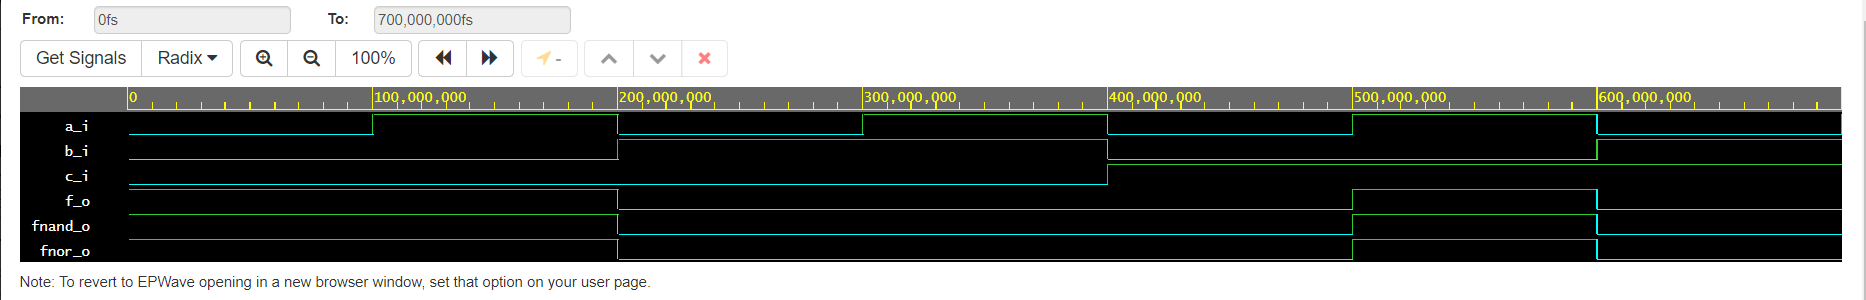 From: 0fs To: 700,000,000fs
Get Signals Radix 100% -
0 100,000,000 200,000,000 300,000,000 400,000,000 500,000,000 600,000,000
a_i
b_i
c_i
f_o
fnand_o
fnor_o
Note: To revert to EPWave opening in a new browser window, set that option on your user page.